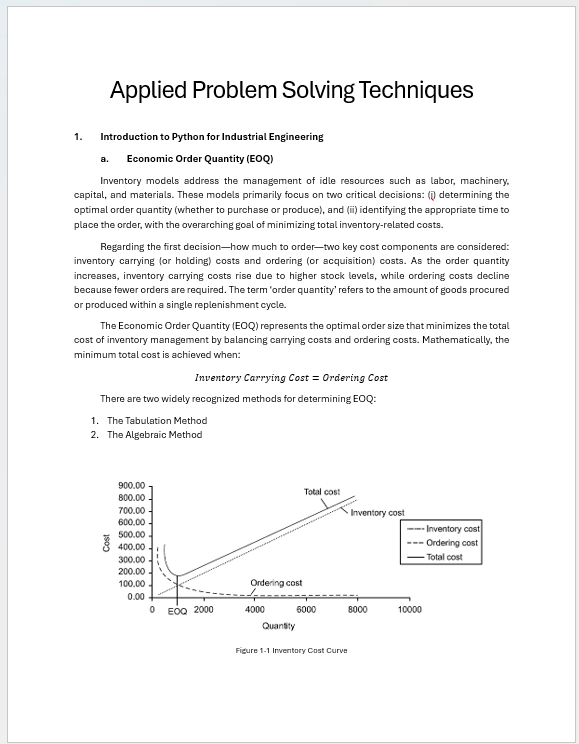 Applied Problem Solving Techniques
1. Introduction to Python for Industrial Engineering
a. Economic Order Quantity (EOQ)
Inventory models address the management of idle resources such as labor, machinery,
capital, and materials. These models primarily focus on two critical decisions: (i) determining the
optimal order quantity (whether to purchase or produce), and (ii) identifying the appropriate time to
place the order, with the overarching goal of minimizing total inventory-related costs.
Regarding the first decision—how much to order—two key cost components are considered:
inventory carrying (or holding) costs and ordering (or acquisition) costs. As the order quantity
increases, inventory carrying costs rise due to higher stock levels, while ordering costs decline
because fewer orders are required. The term ‘order quantity’ refers to the amount of goods procured
or produced within a single replenishment cycle.
The Economic Order Quantity (EOQ) represents the optimal order size that minimizes the total
cost of inventory management by balancing carrying costs and ordering costs. Mathematically, the
minimum total cost is achieved when:
Inventory Carrying Cost = Ordering Cost
There are two widely recognized methods for determining EOQ:
1. The Tabulation Method
2. The Algebraic Method
900.00
800.00
700.00
600.00
500.00
400.00
300.00
200.00
100.00
0.00
Cost
Total cost
Inventory cost
Ordering cost
Inventory cost
Ordering cost
Total cost
0 EOQ 2000 4000 6000 8000 10000
Quantity
Figure 1-1 Inventory Cost Curve